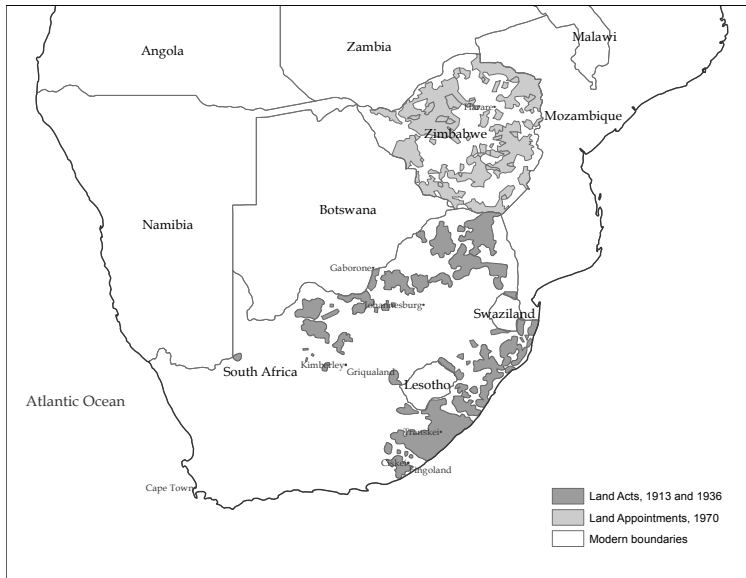 Angola
Zambia
Malawi
Harare
Mozambique
Zimbabwe
Namibia
Botswana
Gaborone
Johannesburg
Swaziland
South Africa
Kimberley
Griqualand
Lesotho
Atlantic Ocean
Transkei
Ciskei
Fingoland
Cape Town
Land Acts, 1913 and 1936
Land Appointments, 1970
Modern boundaries